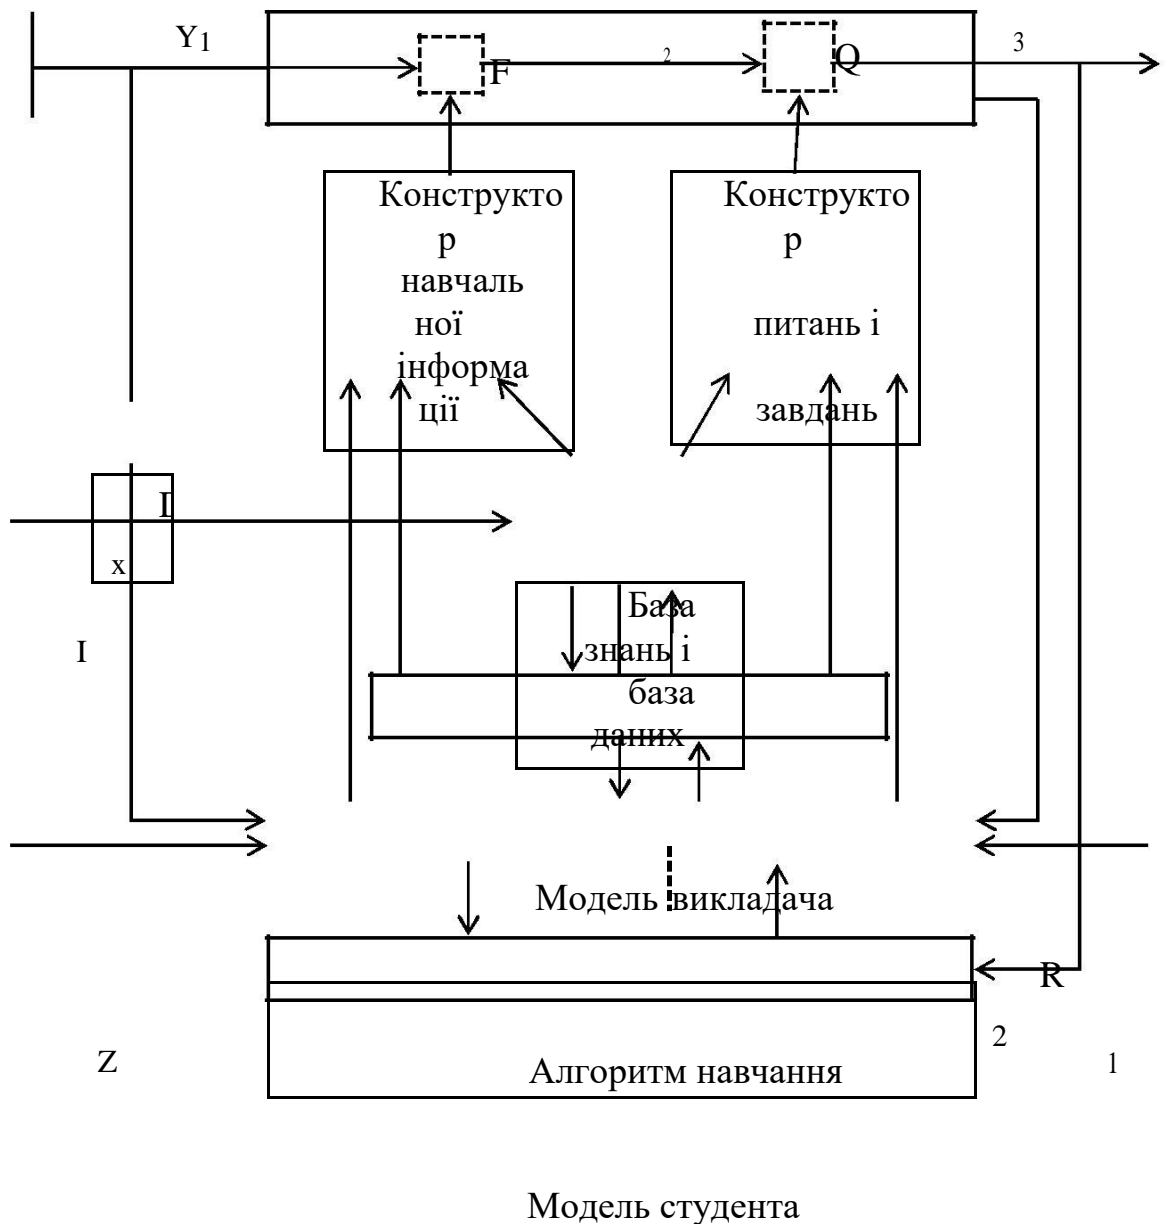 Y1
F
2
Q
3
Конструкто
р
навчаль
ної
інформа
ції
Конструкто
р
питань і
завдань
x
I
База
знань і
база
даних
Модель викладача
R
2
1
Z
Алгоритм навчання
Модель студента